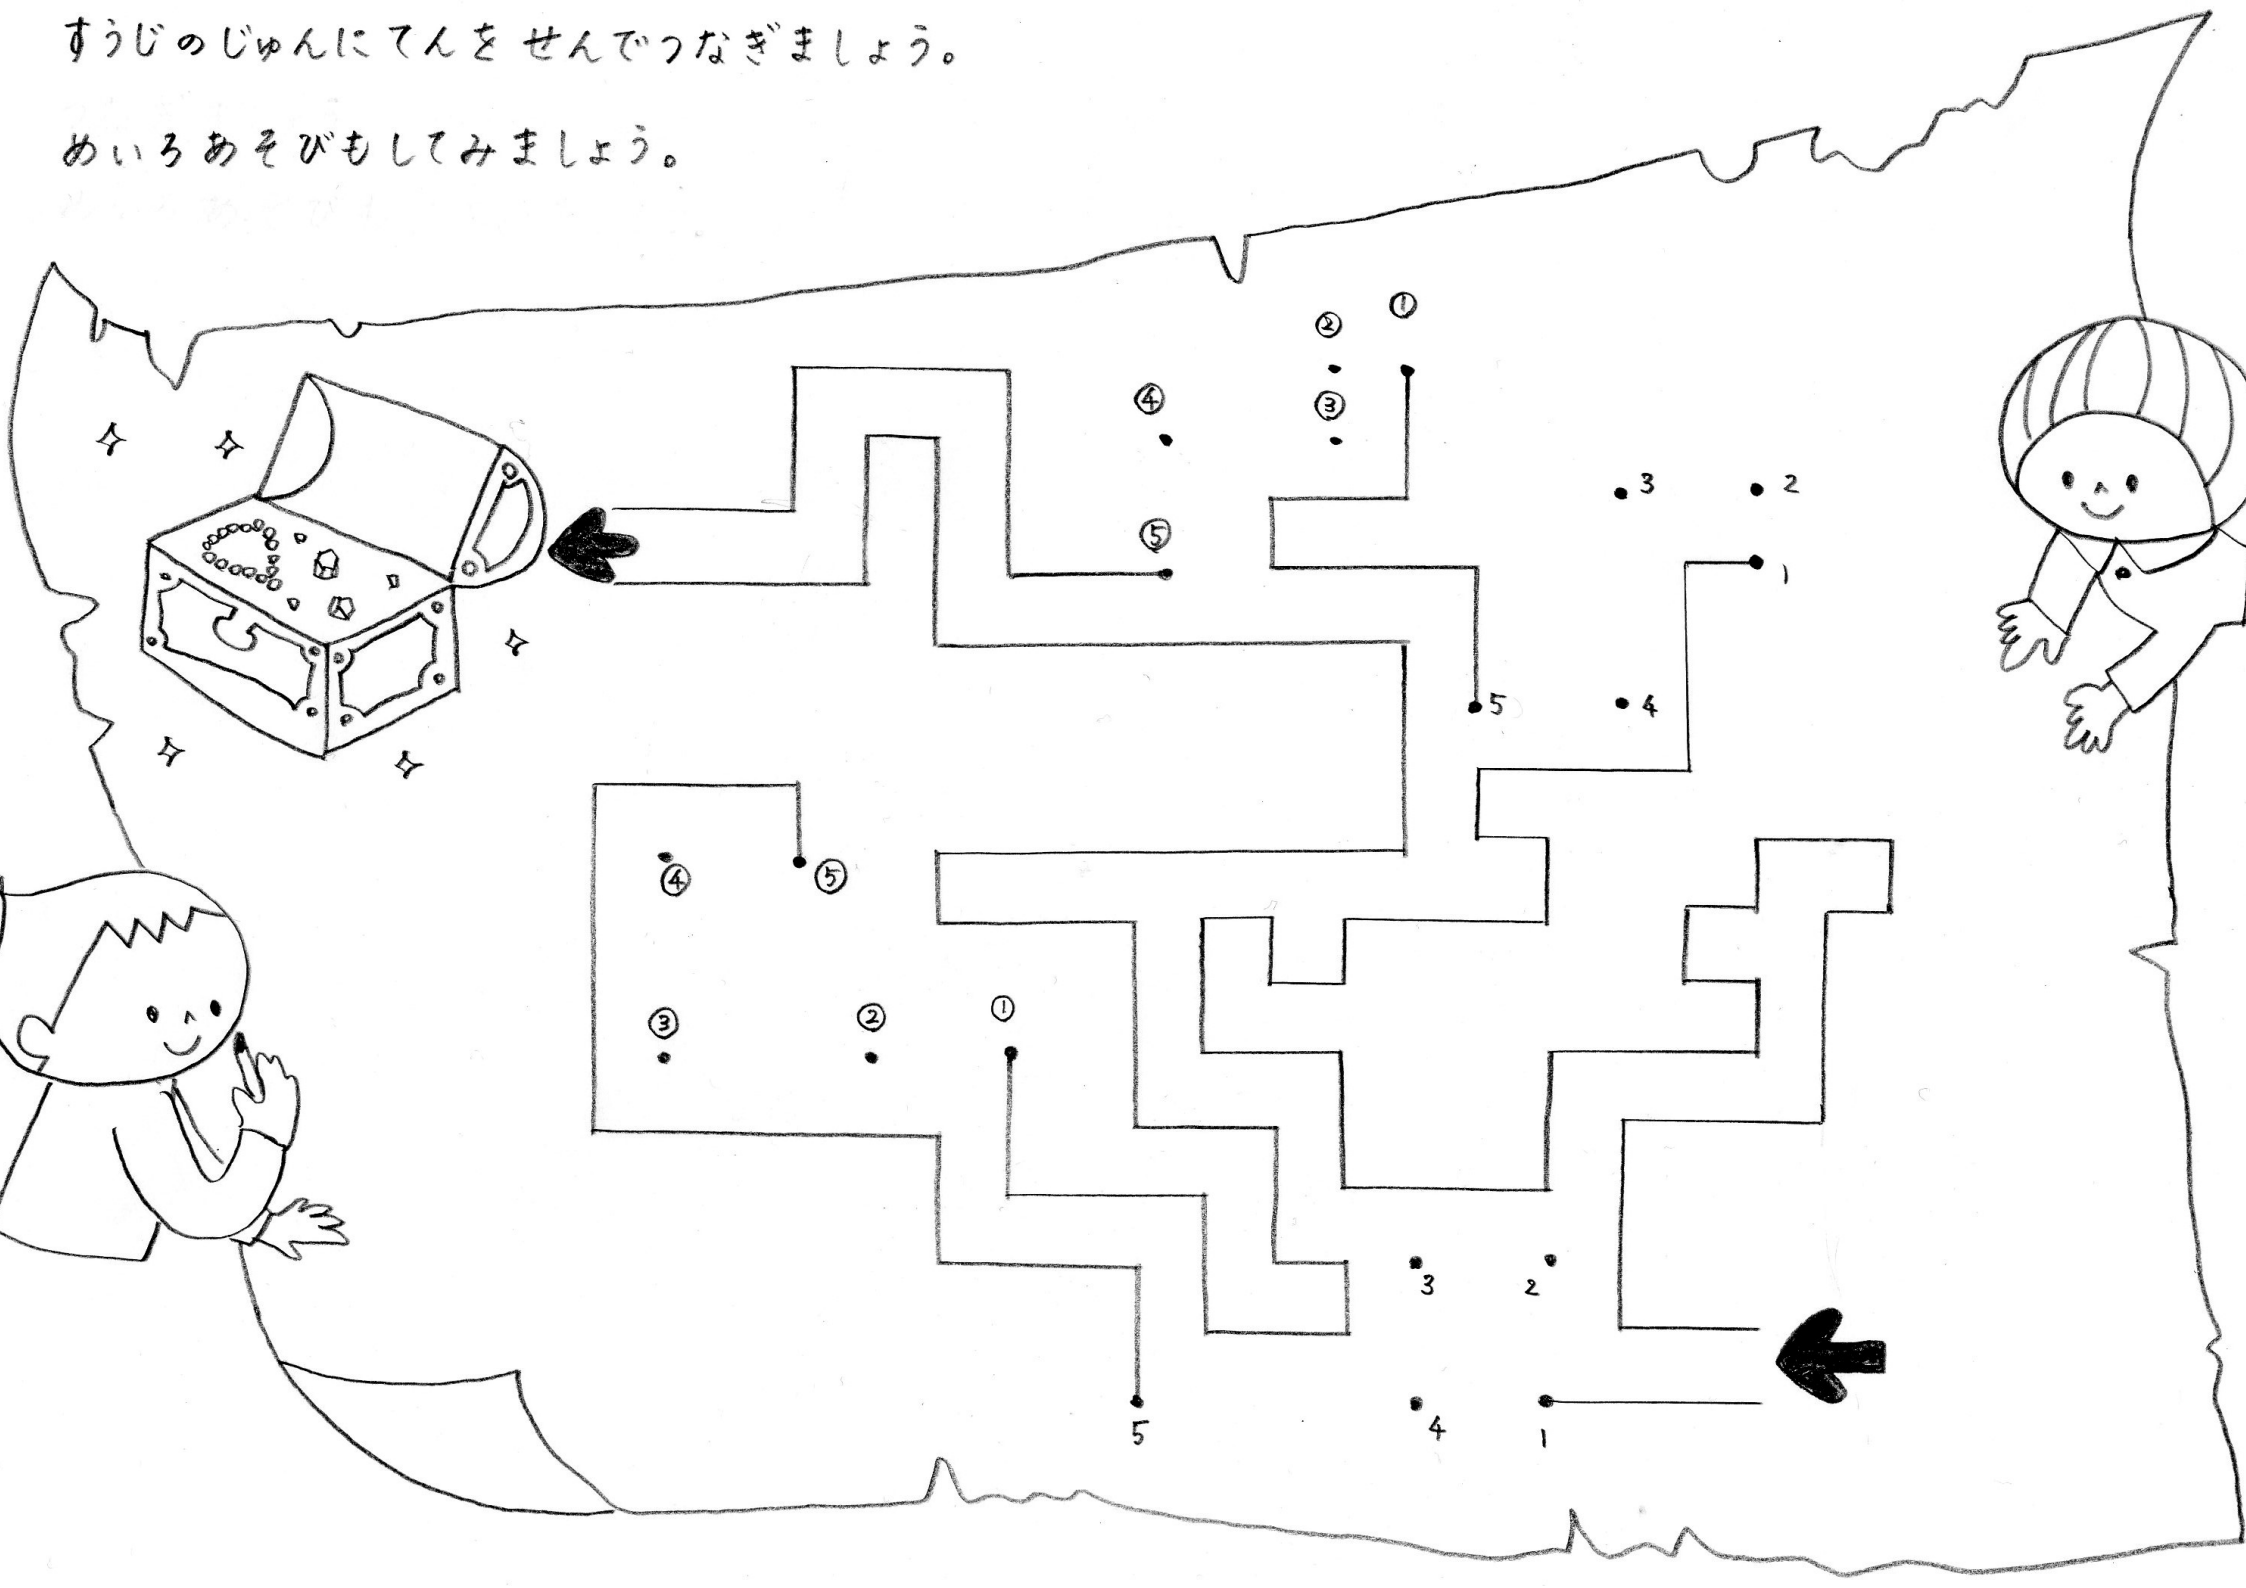 すうじのじゅんにてんをせんでつなぎましょう。
めいろあそびもしてみましょう。
①
②
④ ③
3 2
⑤
1
5 4
④ ⑤
③ ② ①
3 2
5 4 1